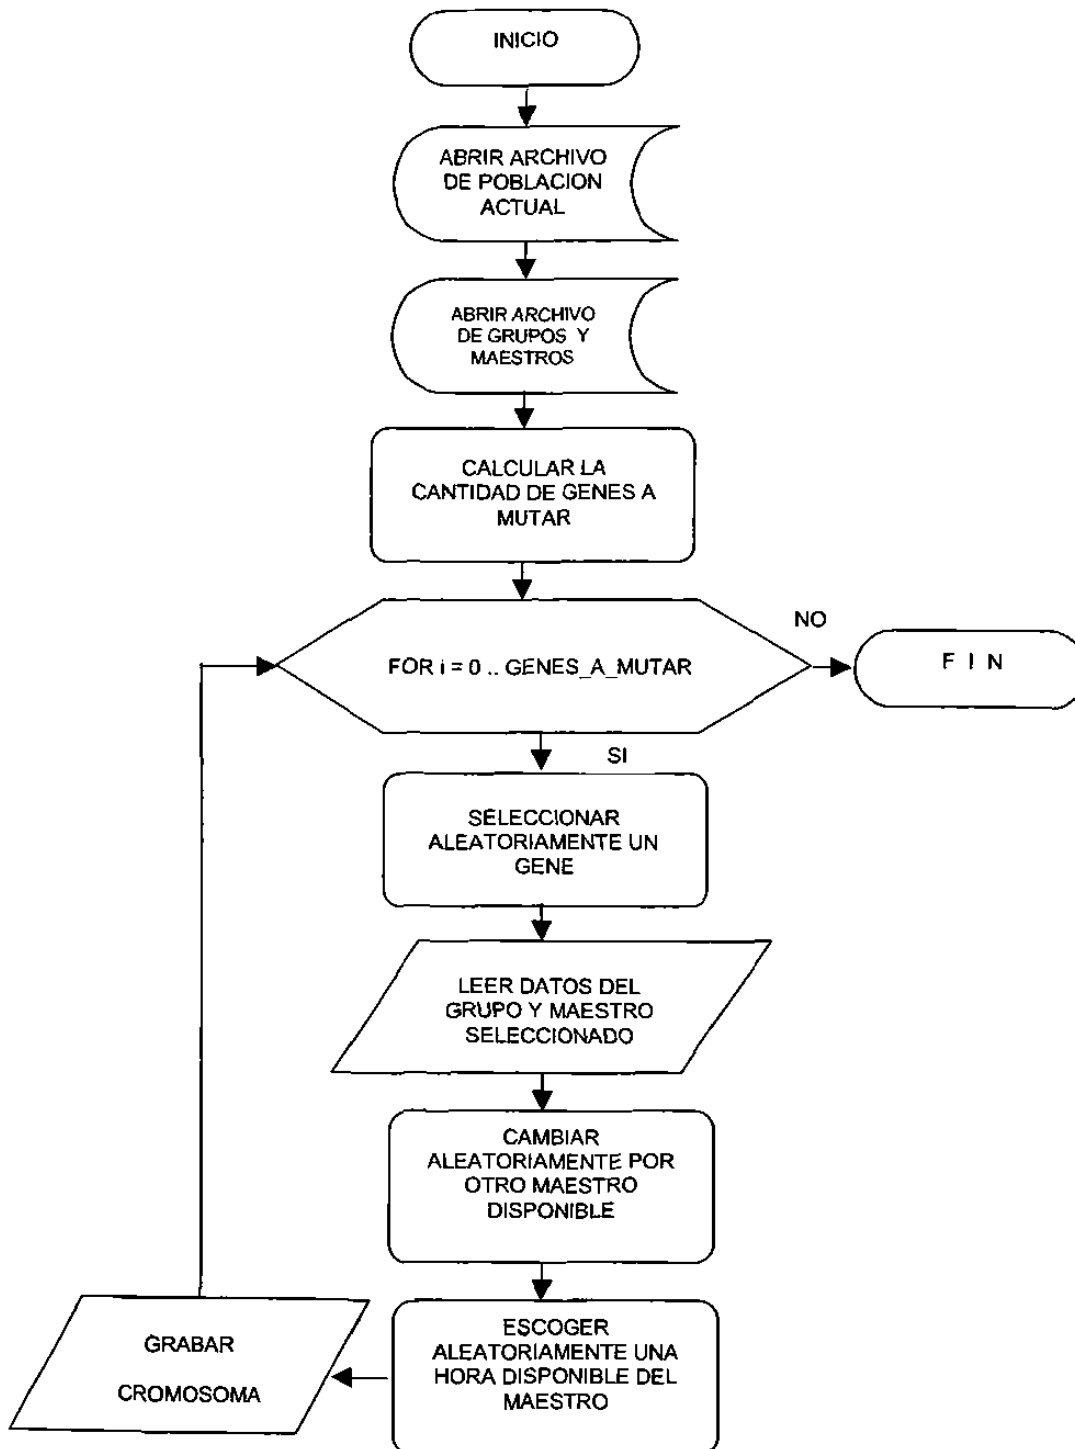 INICIO
ABRIR ARCHIVO
DE POBLACION
ACTUAL
ABRIR ARCHIVO
DE GRUPOS Y
MAESTROS
CALCULAR LA
CANTIDAD DE GENES A
MUTAR
FOR i = 0 .. GENES_A_MUTAR
NO
F I N
SI
SELECCIONAR
ALEATORIAMENTE UN
GENE
LEER DATOS DEL
GRUPO Y MAESTRO
SELECCIONADO
CAMBIAR
ALEATORIAMENTE POR
OTRO MAESTRO
DISPONIBLE
ESCOGER
ALEATORIAMENTE UNA
HORA DISPONIBLE DEL
MAESTRO
GRABAR
CROMOSOMA